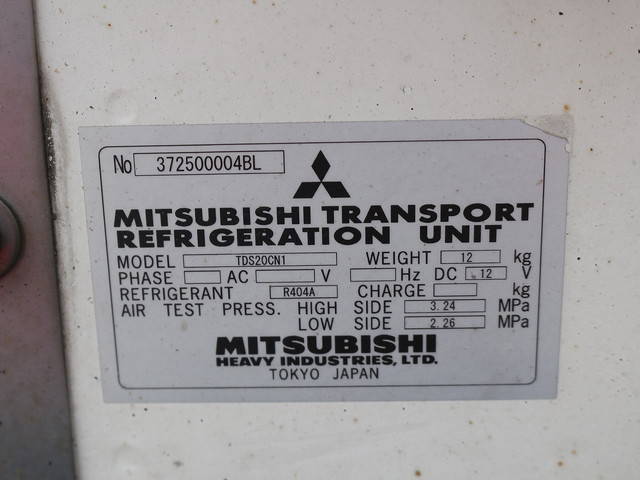 No 372500004BL
MITSUBISHI TRANSPORT
REFRIGERATION UNIT
MODEL TDS20CN1 WEIGHT 12 kg
PHASE AC V Hz DC 12 V
REFRIGERANT R404A CHARGE kg
AIR TEST PRESS. HIGH SIDE 3.24 MPa
LOW SIDE 2.26 MPa
MITSUBISHI
HEAVY INDUSTRIES, LTD.
TOKYO JAPAN